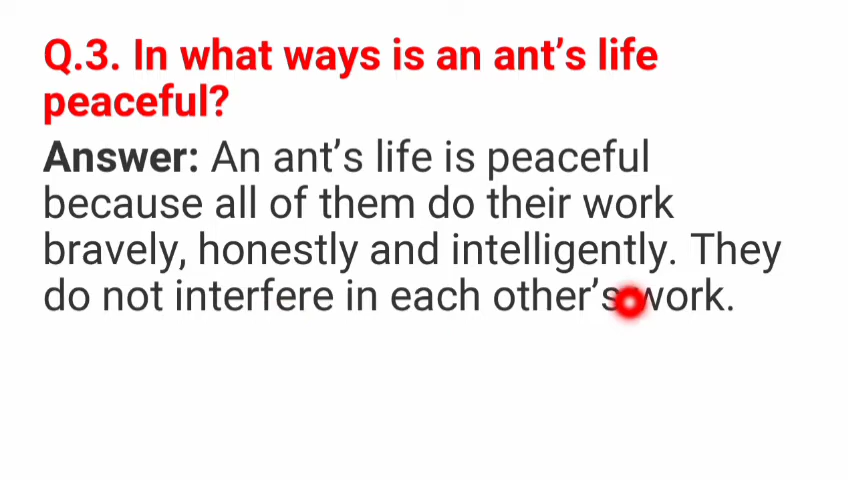 Q.3. In what ways is an ant's life
peaceful?
Answer: An ant's life is peaceful
because all of them do their work
bravely, honestly and intelligently. They
do not interfere in each other's work.